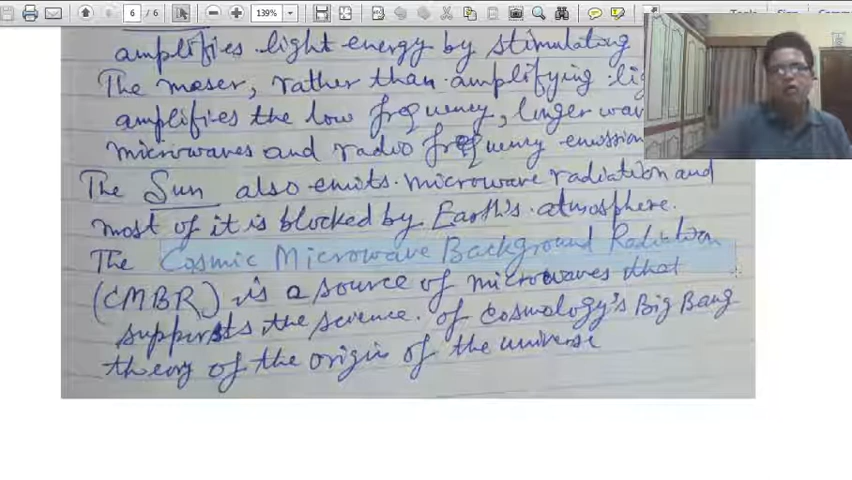 6 / 6
139%
Tools
Sign
amplifies light energy by stimulating
The maser, rather than amplifying
amplifies the low frequency, longer
microwaves and radio frequency emission
The Sun also emits microwave radiation and
most of it is blocked by Earth's atmosphere.
The Cosmic Microwave Background Radiation
(CMBR) is a source of microwaves that
supports the science of cosmology's Big Bang
theory of the origin of the universe